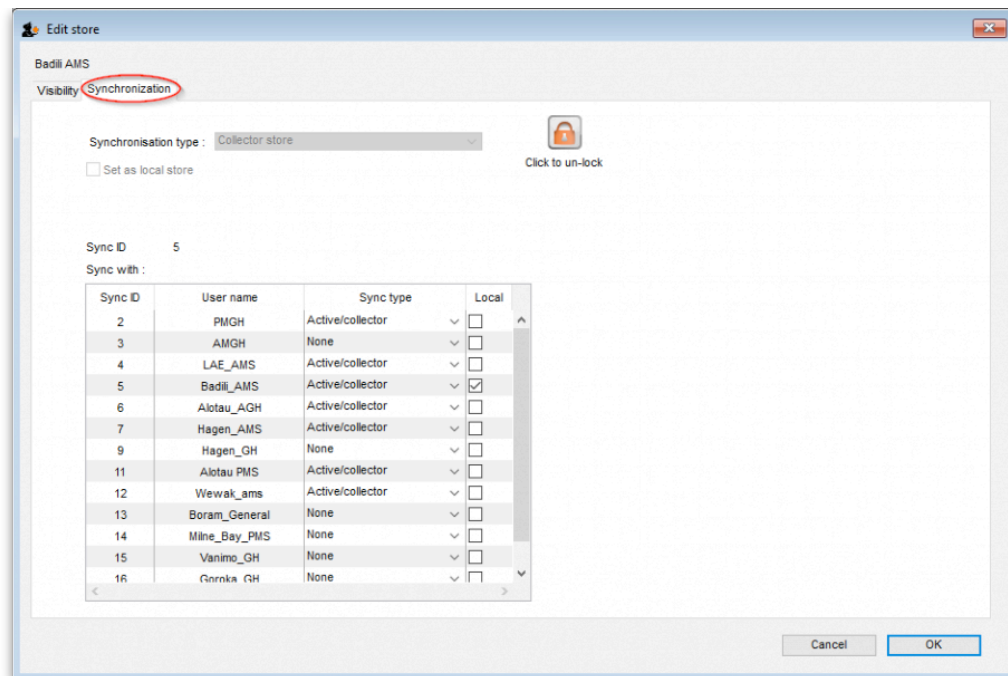 Edit store
Badili AMS
Visibility Synchronization
Synchronisation type : Collector store
Click to un-lock
Set as local store
Sync ID 5
Sync with :
Sync ID User name Sync type Local
2 PMGH Active/collector
3 AMGH None
4 LAE_AMS Active/collector
5 Badili_AMS Active/collector
6 Alotau_AGH Active/collector
7 Hagen_AMS Active/collector
9 Hagen_GH None
11 Alotau PMS Active/collector
12 Wewak_ams Active/collector
13 Boram_General None
14 Milne_Bay_PMS None
15 Vanimo_GH None
16 Goroka_GH None
Cancel OK